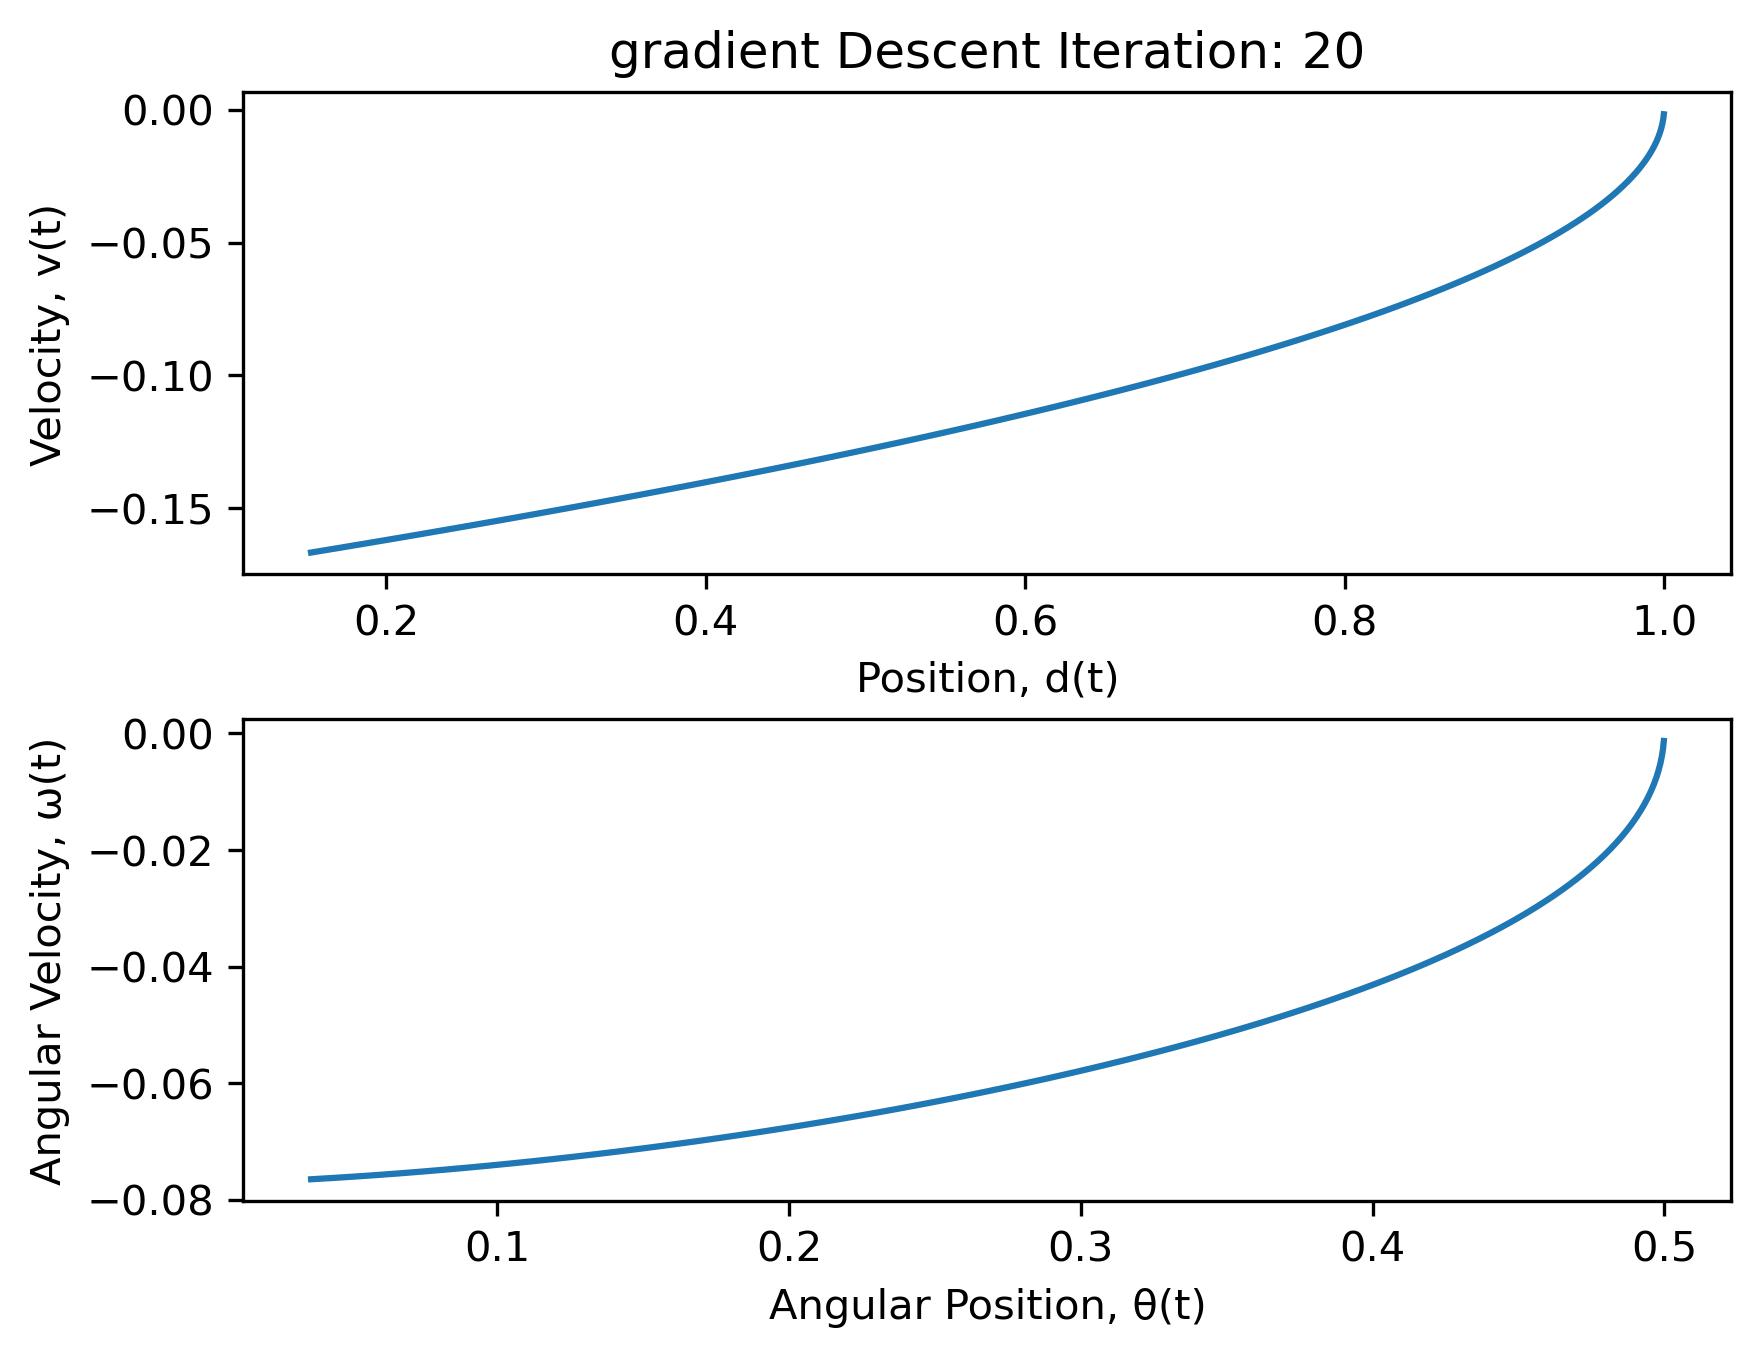 gradient Descent Iteration: 20
0.00
−0.05
−0.10
−0.15
Velocity, v(t)
0.2 0.4 0.6 0.8 1.0
Position, d(t)
0.00
−0.02
−0.04
−0.06
−0.08
Angular Velocity, ω(t)
0.1 0.2 0.3 0.4 0.5
Angular Position, θ(t)